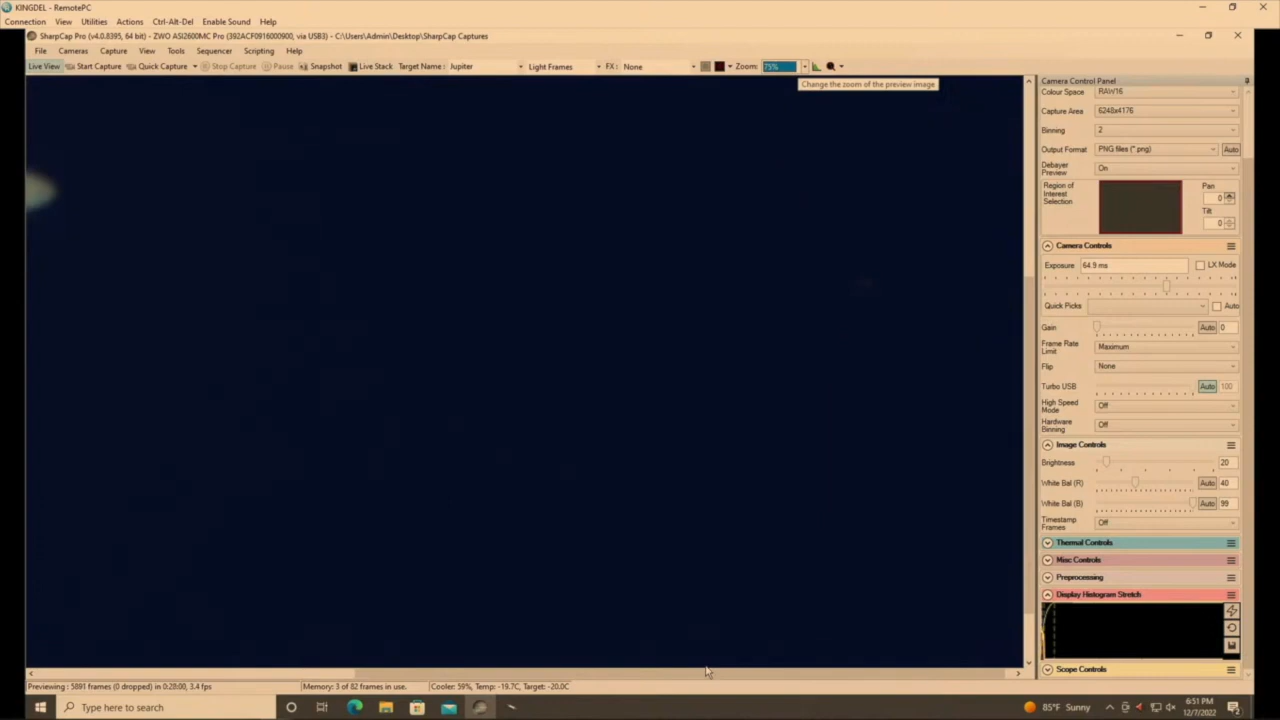 KINGDEL - RemotePC
Connection View Utilities Actions Ctrl-Alt-Del Enable Sound Help
SharpCap Pro (v4.0.8395, 64 bit) - ZWO ASI2600MC Pro (392ACF0916000900, via USB3) - C:\Users\Admin\Desktop\SharpCap Captures
File Cameras Capture View Tools Sequencer Scripting Help
Live View Start Capture Quick Capture Stop Capture Pause Snapshot Live Stack Target Name : Jupiter Light Frames FX : None Zoom: 75%
Change the zoom of the preview image
Camera Control Panel
Colour Space RAW16
Capture Area 6248x4176
Binning 2
Output Format PNG files (*.png) Auto
Debayer Preview On
Region of Interest Selection
Pan
0
Tilt
0
Camera Controls
Exposure 64.9 ms LX Mode
Quick Picks Auto
Gain Auto 0
Frame Rate Limit Maximum
Flip None
Turbo USB Auto 100
High Speed Mode Off
Hardware Binning Off
Image Controls
Brightness 20
White Bal (R) Auto 40
White Bal (B) Auto 99
Timestamp Frames Off
Thermal Controls
Misc Controls
Preprocessing
Display Histogram Stretch
Scope Controls
Previewing : 5891 frames (0 dropped) in 0:28:00, 3.4 fps Memory: 3 of 82 frames in use. Cooler: 59%, Temp: -19.7C, Target: -20.0C
Type here to search
85°F Sunny
6:51 PM
12/7/2022
2